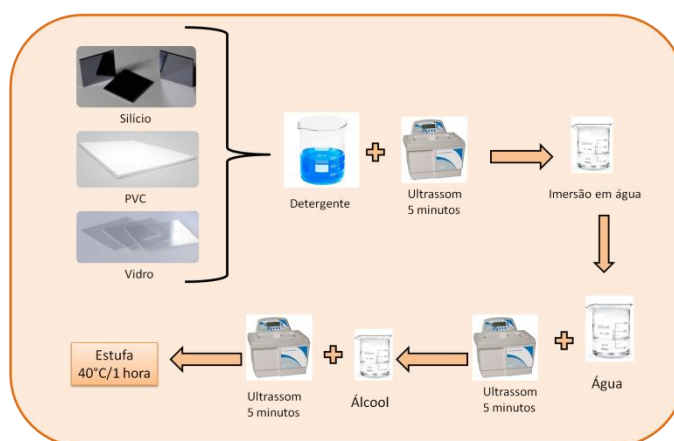 Silício
PVC
Vidro
Detergente
Ultrassom
5 minutos
Imersão em água
Água
Ultrassom
5 minutos
Álcool
Ultrassom
5 minutos
Estufa
40°C/1 hora